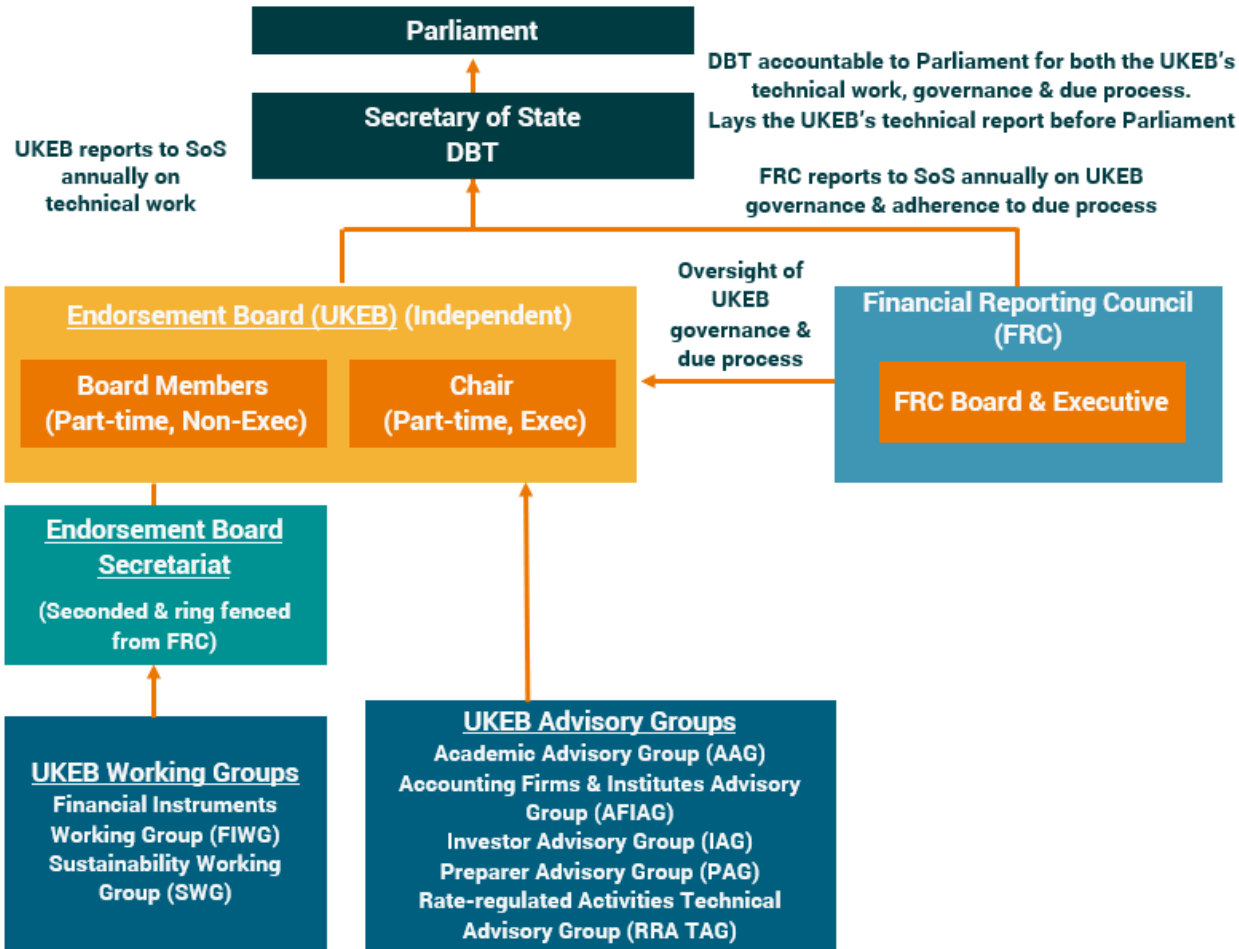 Parliament
DBT accountable to Parliament for both the UKEB's
technical work, governance & due process.
Lays the UKEB's technical report before Parliament
Secretary of State
DBT
UKEB reports to SoS
annually on
technical work
FRC reports to SoS annually on UKEB
governance & adherence to due process
Oversight of
UKEB
governance &
due process
Endorsement Board (UKEB) (Independent)
Board Members
(Part-time, Non-Exec)
Chair
(Part-time, Exec)
Financial Reporting Council
(FRC)
FRC Board & Executive
Endorsement Board
Secretariat
(Seconded & ring fenced
from FRC)
UKEB Working Groups
Financial Instruments
Working Group (FIWG)
Sustainability Working
Group (SWG)
UKEB Advisory Groups
Academic Advisory Group (AAG)
Accounting Firms & Institutes Advisory
Group (AFIAG)
Investor Advisory Group (IAG)
Preparer Advisory Group (PAG)
Rate-regulated Activities Technical
Advisory Group (RRA TAG)